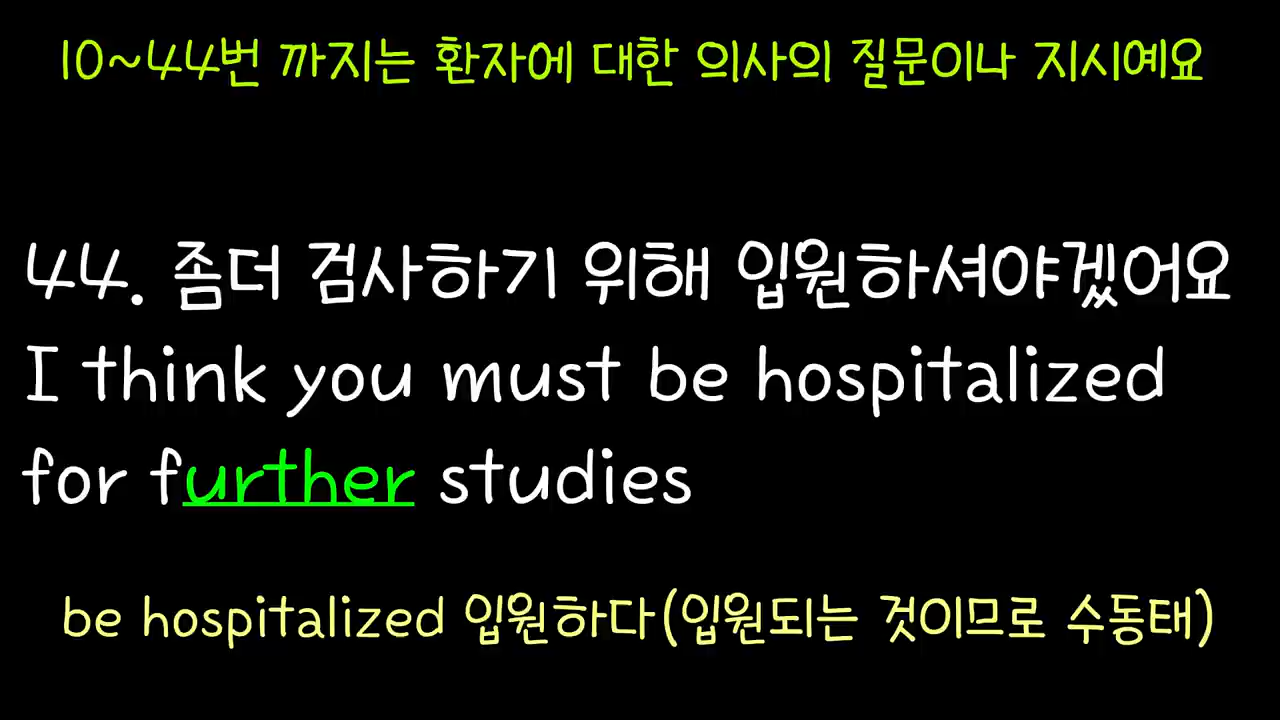 10~44번 까지는 환자에 대한 의사의 질문이나 지시예요
44. 좀더 검사하기 위해 입원하셔야겠어요
I think you must be hospitalized
for further studies
be hospitalized 입원하다(입원되는 것이므로 수동태)